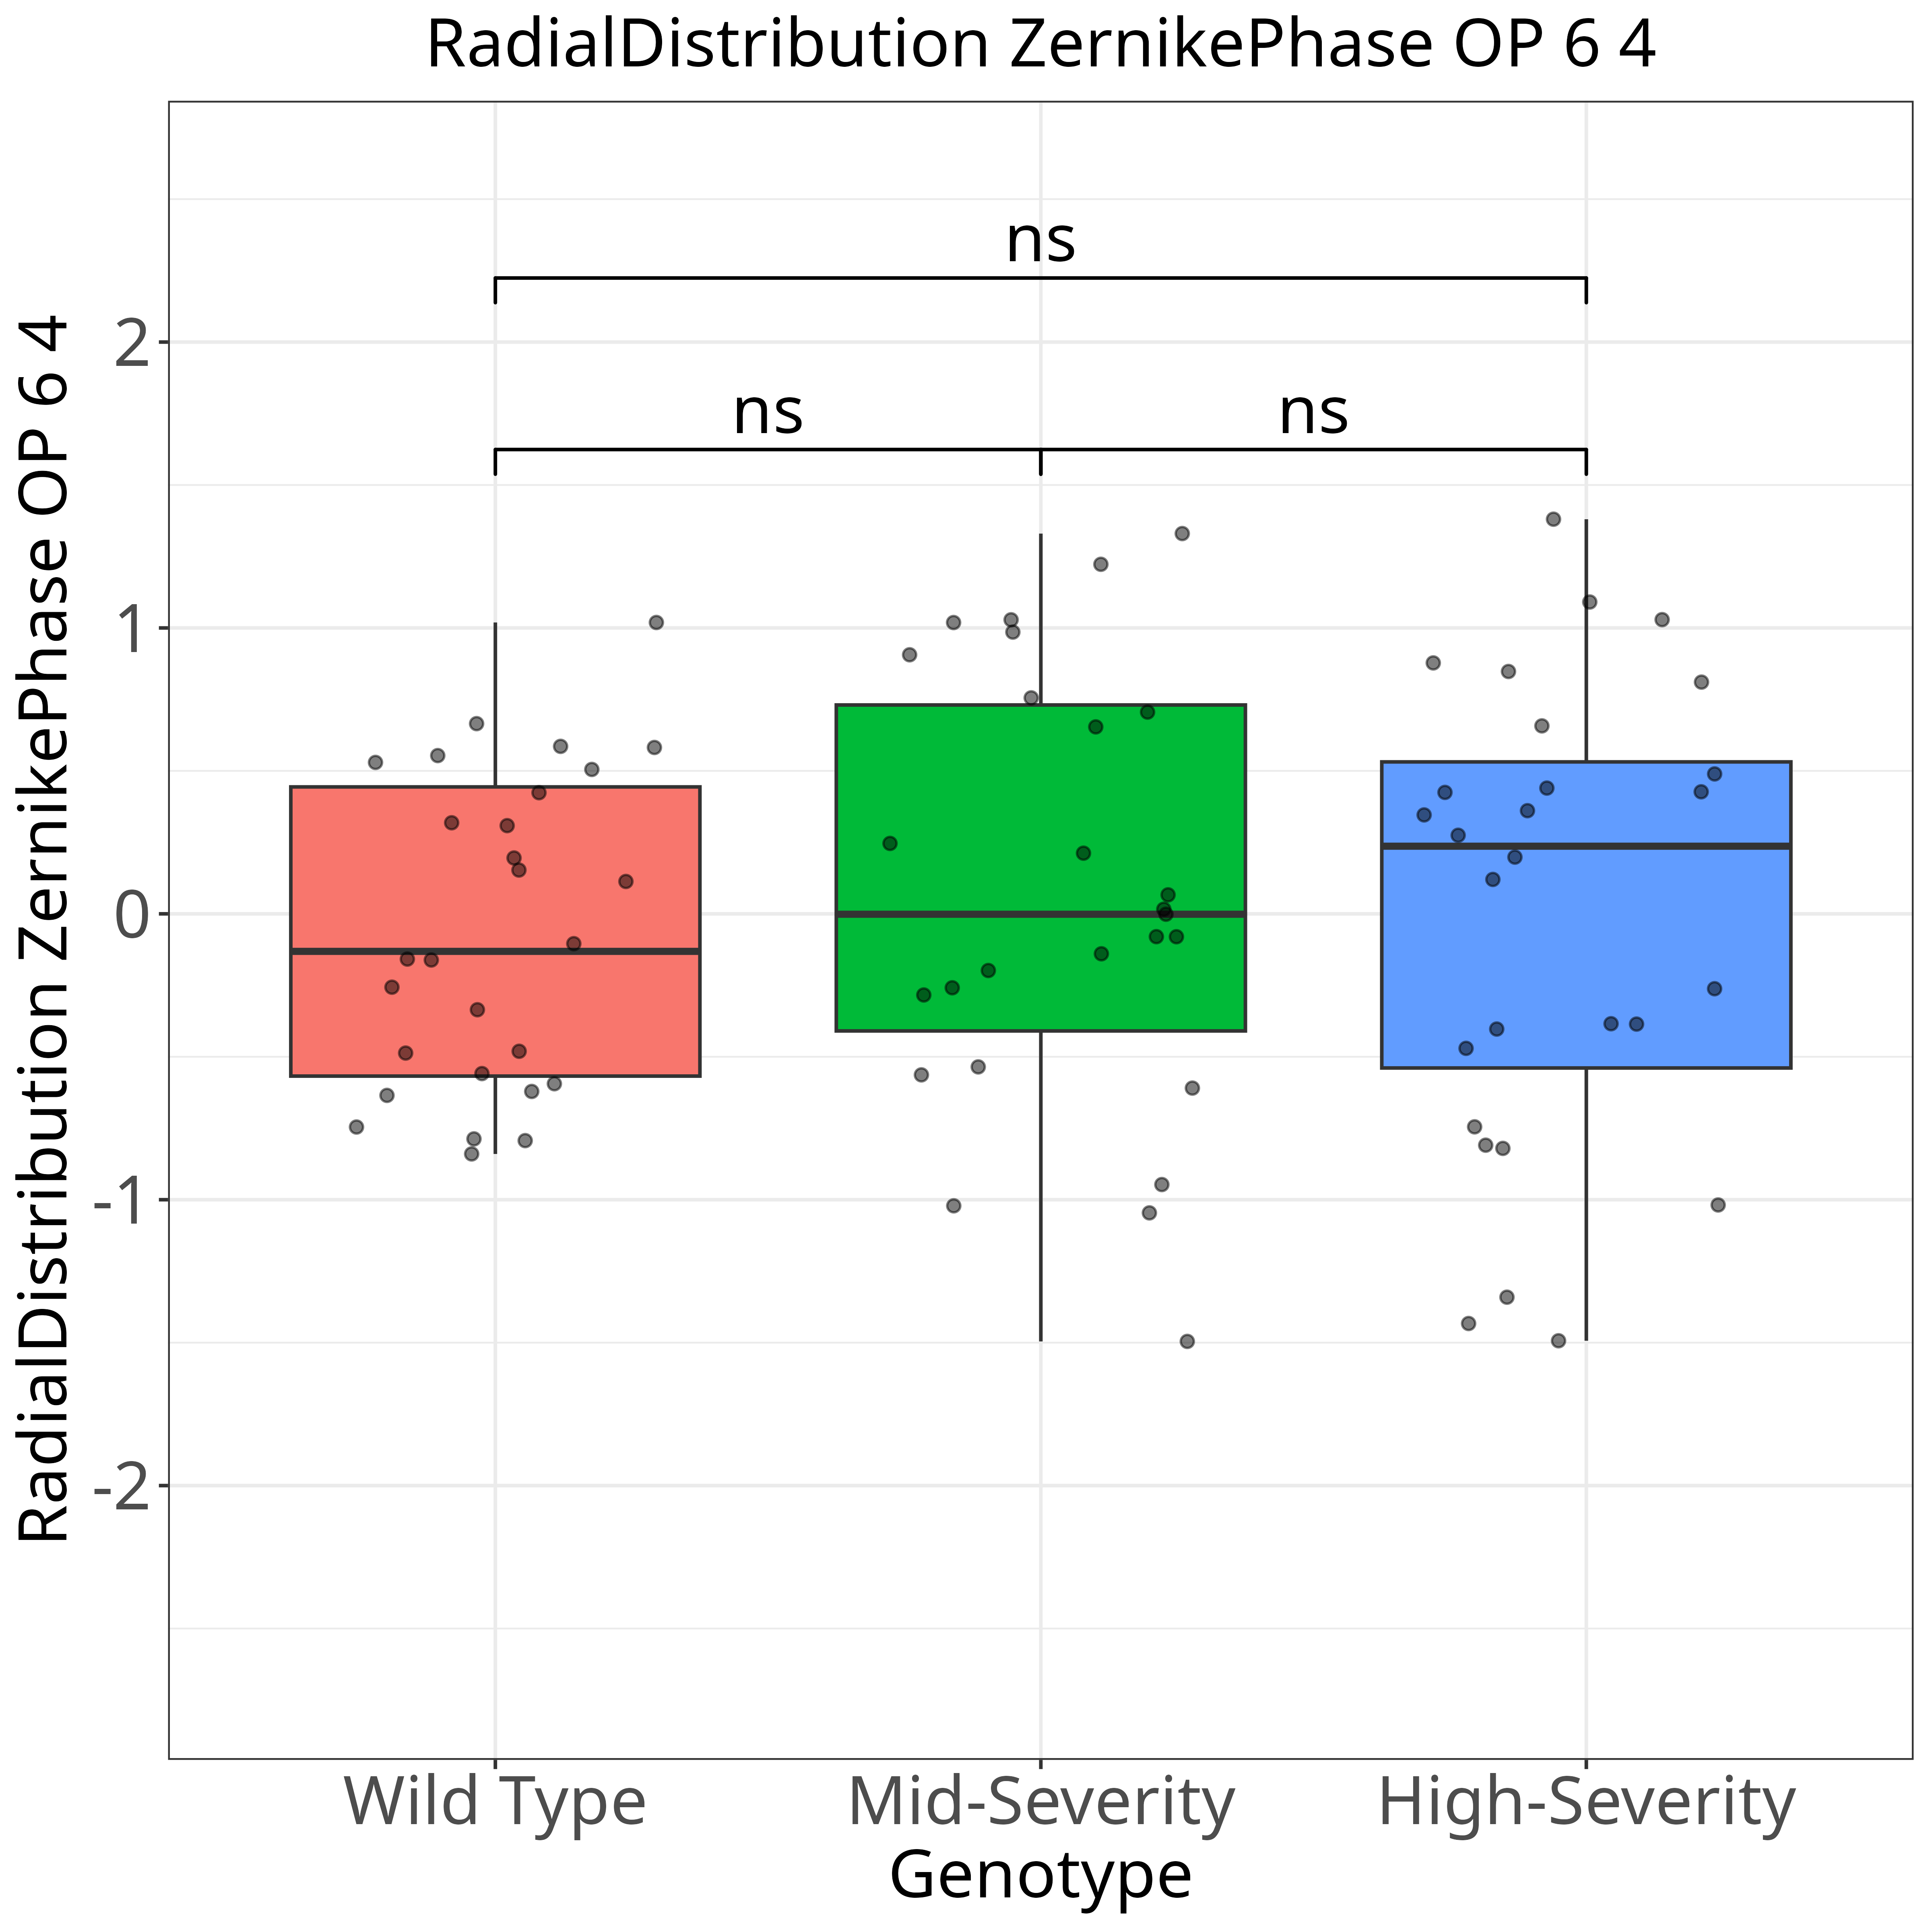 RadialDistribution ZernikePhase OP 6 4
RadialDistribution ZernikePhase OP 6 4
2
1
0
-1
-2
ns
ns
ns
Wild Type
Mid-Severity
High-Severity
Genotype